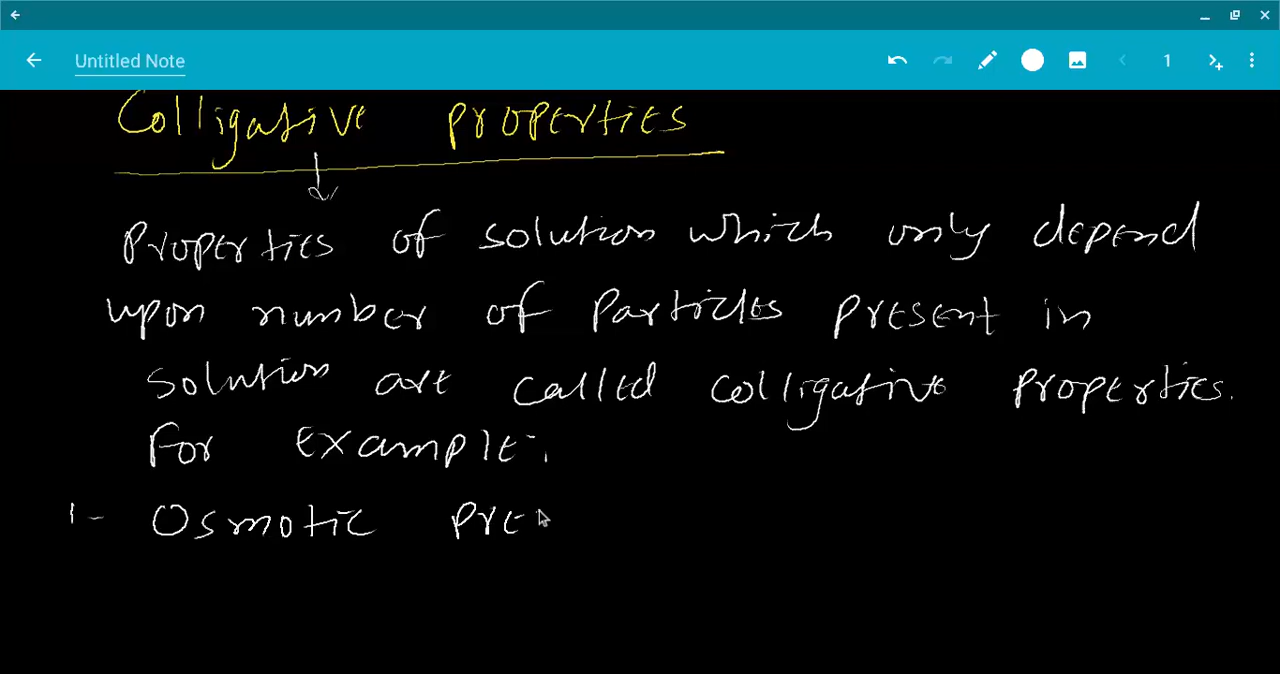 Untitled Note
1
Colligative properties
Properties of solution which only depend
upon number of particles present in
solution are called colligative properties.
For example:
1- Osmotic pre